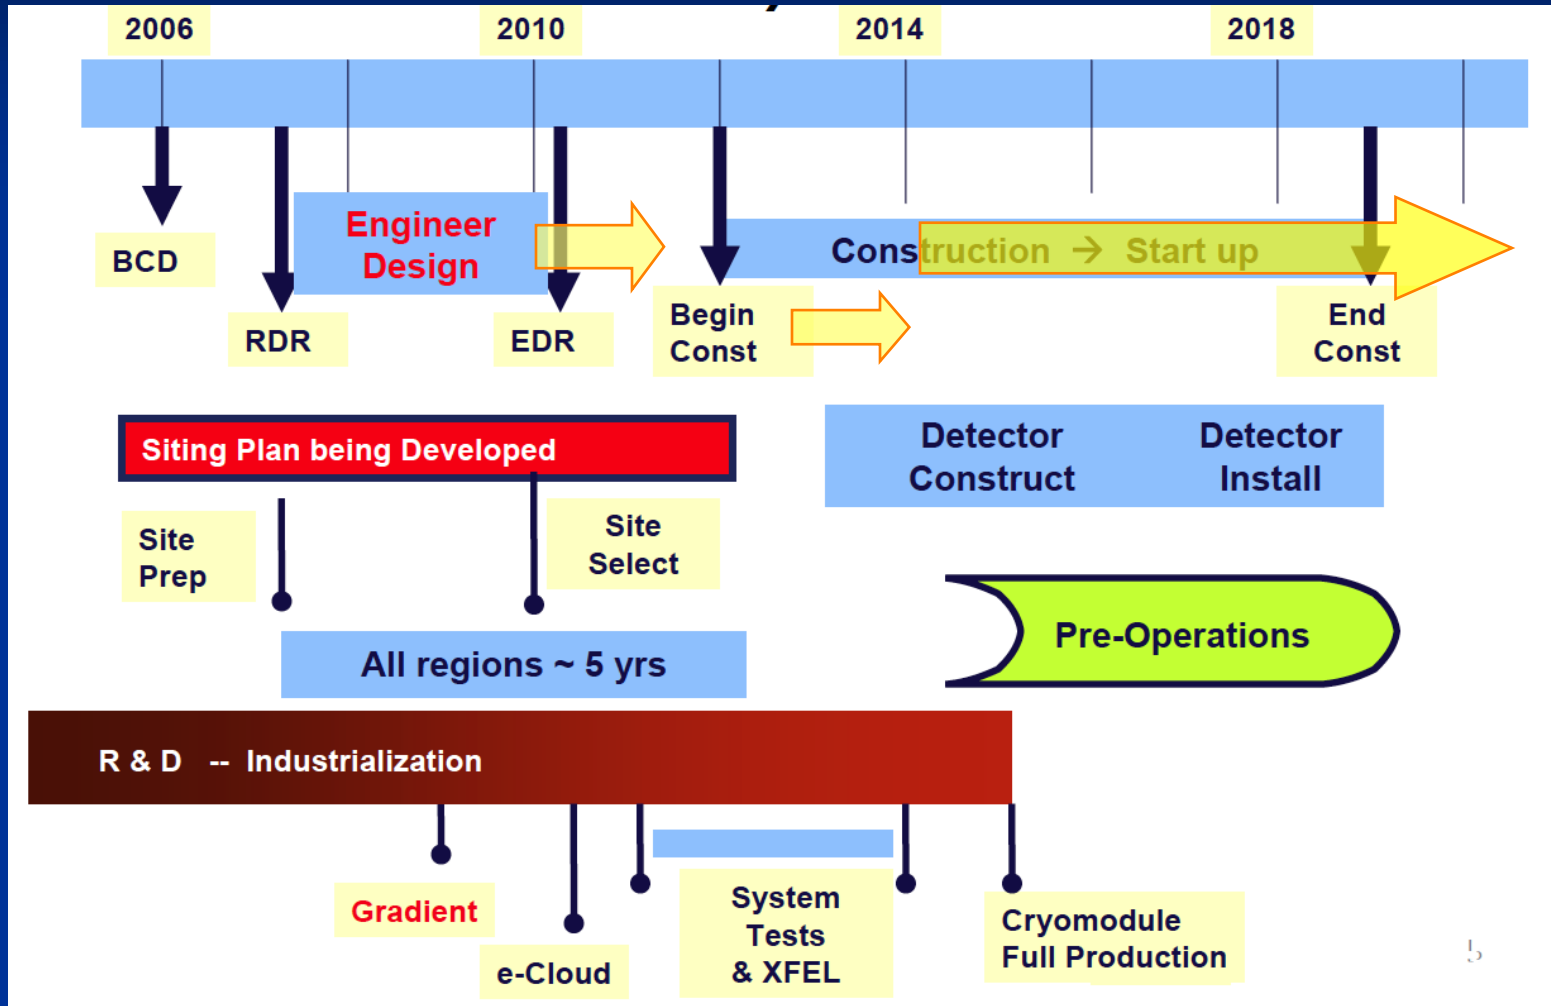 2006
2010
2014
2018
BCD
RDR
Engineer
Design
EDR
Begin
Const
Construction → Start up
End
Const
Siting Plan being Developed
Detector
Construct
Detector
Install
Site
Prep
Site
Select
All regions ~ 5 yrs
Pre-Operations
R & D -- Industrialization
Gradient
e-Cloud
System
Tests
& XFEL
Cryomodule
Full Production
5